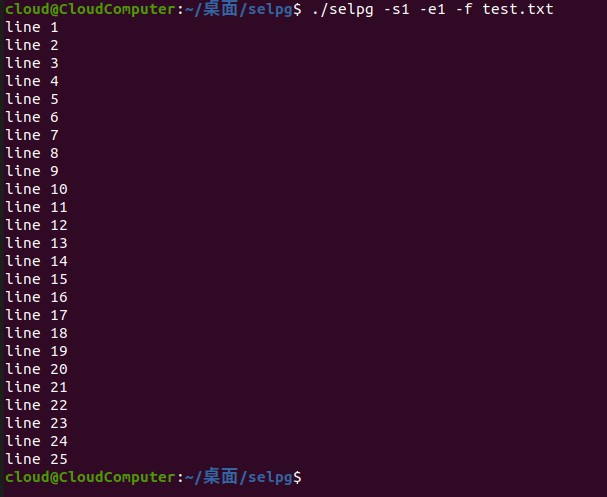 cloud@CloudComputer:~/桌面/selpg$ ./selpg -s1 -e1 -f test.txt
line 1
line 2
line 3
line 4
line 5
line 6
line 7
line 8
line 9
line 10
line 11
line 12
line 13
line 14
line 15
line 16
line 17
line 18
line 19
line 20
line 21
line 22
line 23
line 24
line 25
cloud@CloudComputer:~/桌面/selpg$